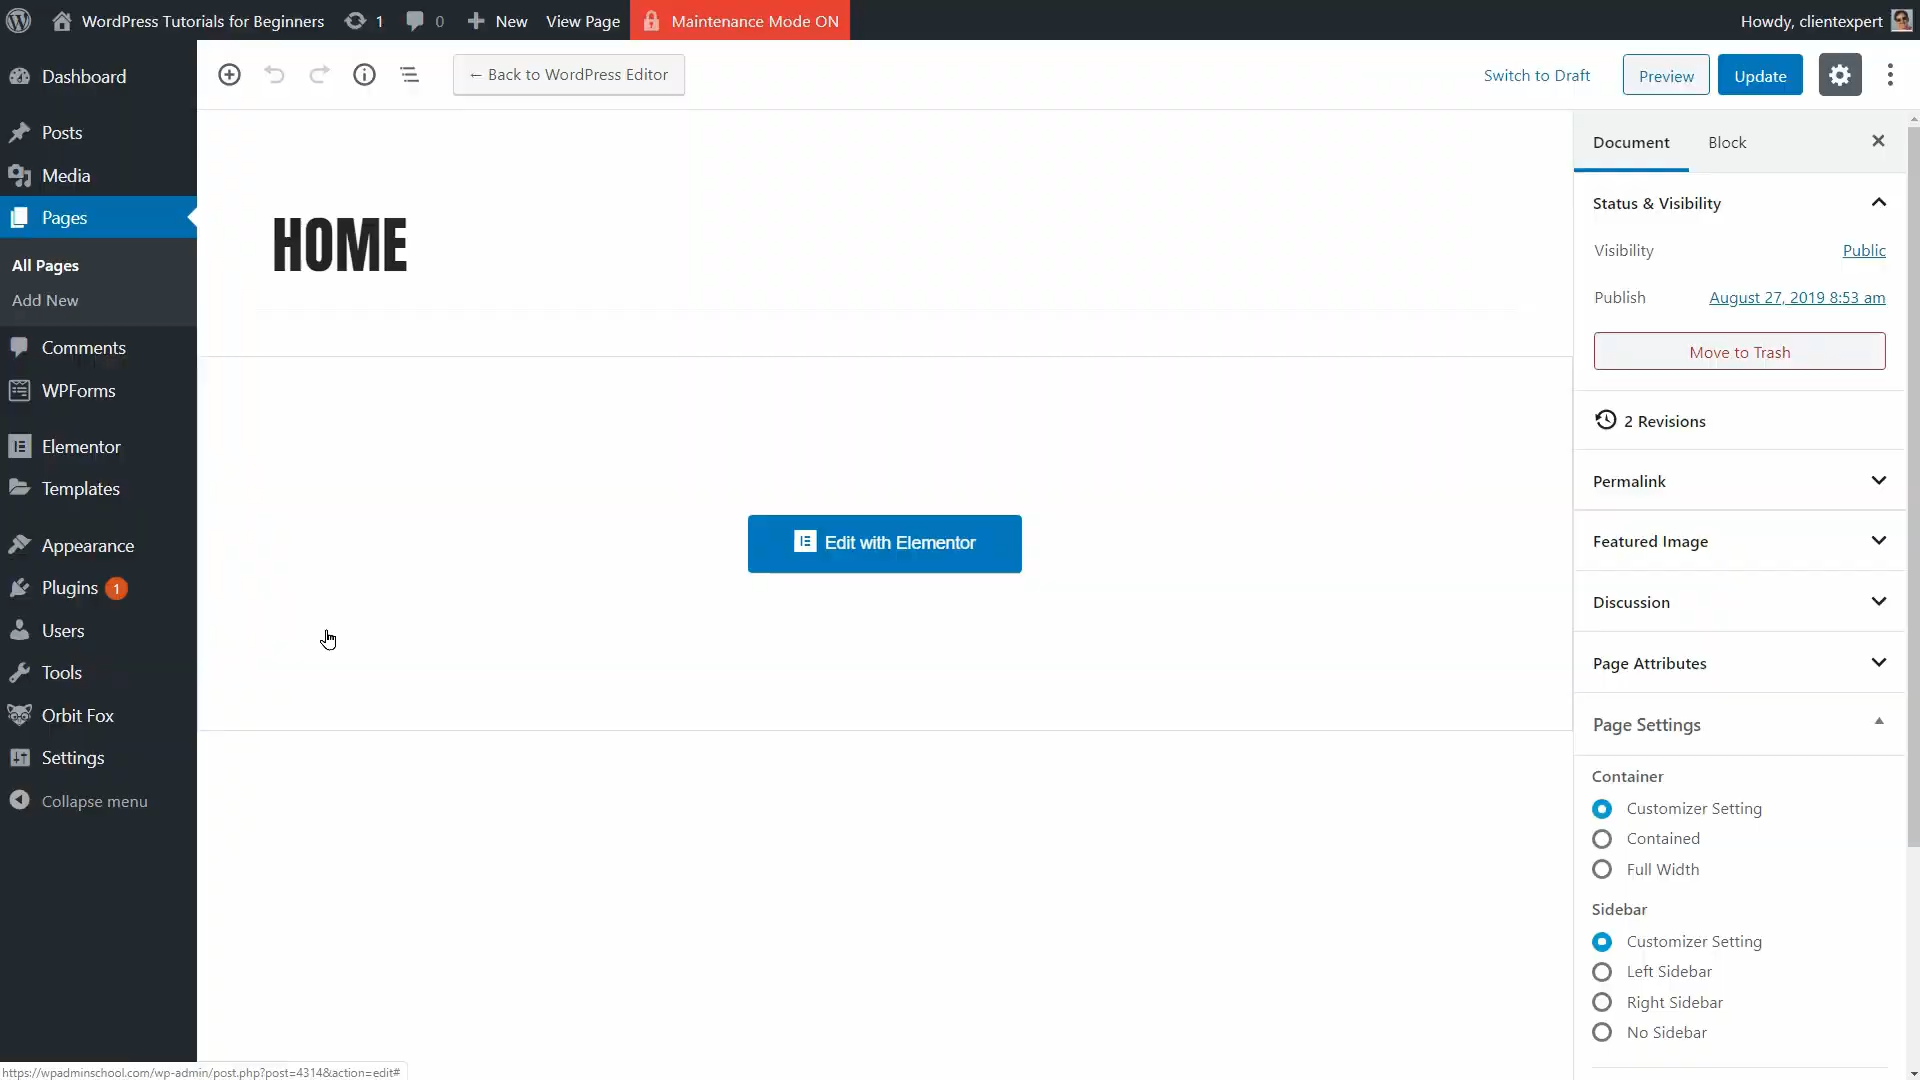 WordPress Tutorials for Beginners 1 0 New View Page Maintenance Mode ON Howdy, clientexpert
Dashboard
Posts
Media
Pages
All Pages
Add New
Comments
WPForms
Elementor
Templates
Appearance
Plugins 1
Users
Tools
Orbit Fox
Settings
Collapse menu
← Back to WordPress Editor Switch to Draft Preview Update
HOME
Edit with Elementor
Document Block
Status & Visibility
Visibility Public
Publish August 27, 2019 8:53 am
Move to Trash
2 Revisions
Permalink
Featured Image
Discussion
Page Attributes
Page Settings
Container
Customizer Setting
Contained
Full Width
Sidebar
Customizer Setting
Left Sidebar
Right Sidebar
No Sidebar
https://wpadminschool.com/wp-admin/post.php?post=4314&action=edit#